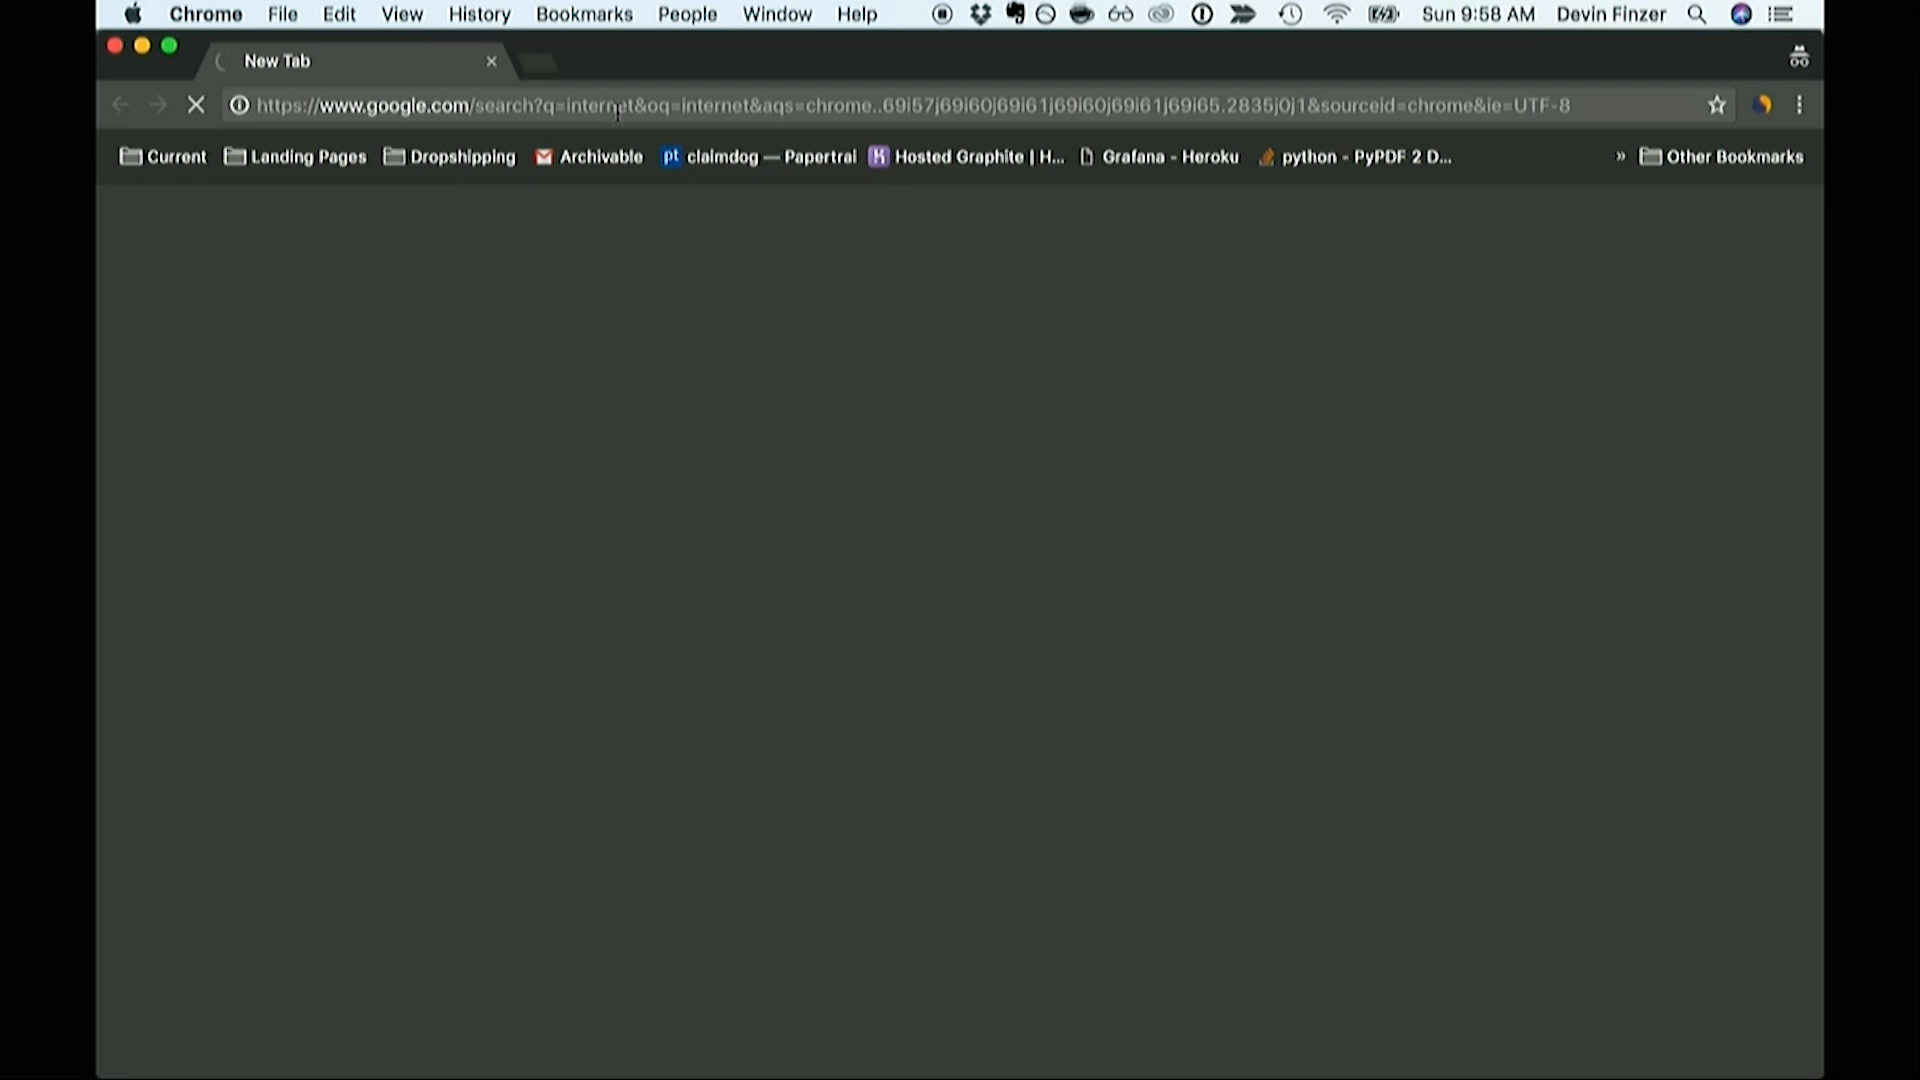 Chrome File Edit View History Bookmarks People Window Help Sun 9:58 AM Devin Finzer
New Tab
https://www.google.com/search?q=internet&oq=internet&aqs=chrome..69i57j69i60j69i61j69i60j69i61j69i65.2835j0j1&sourceid=chrome&ie=UTF-8
Current Landing Pages Dropshipping Archivable pt claimdog — Papertral H Hosted Graphite | H... Grafana - Heroku python - PyPDF 2 D... » Other Bookmarks